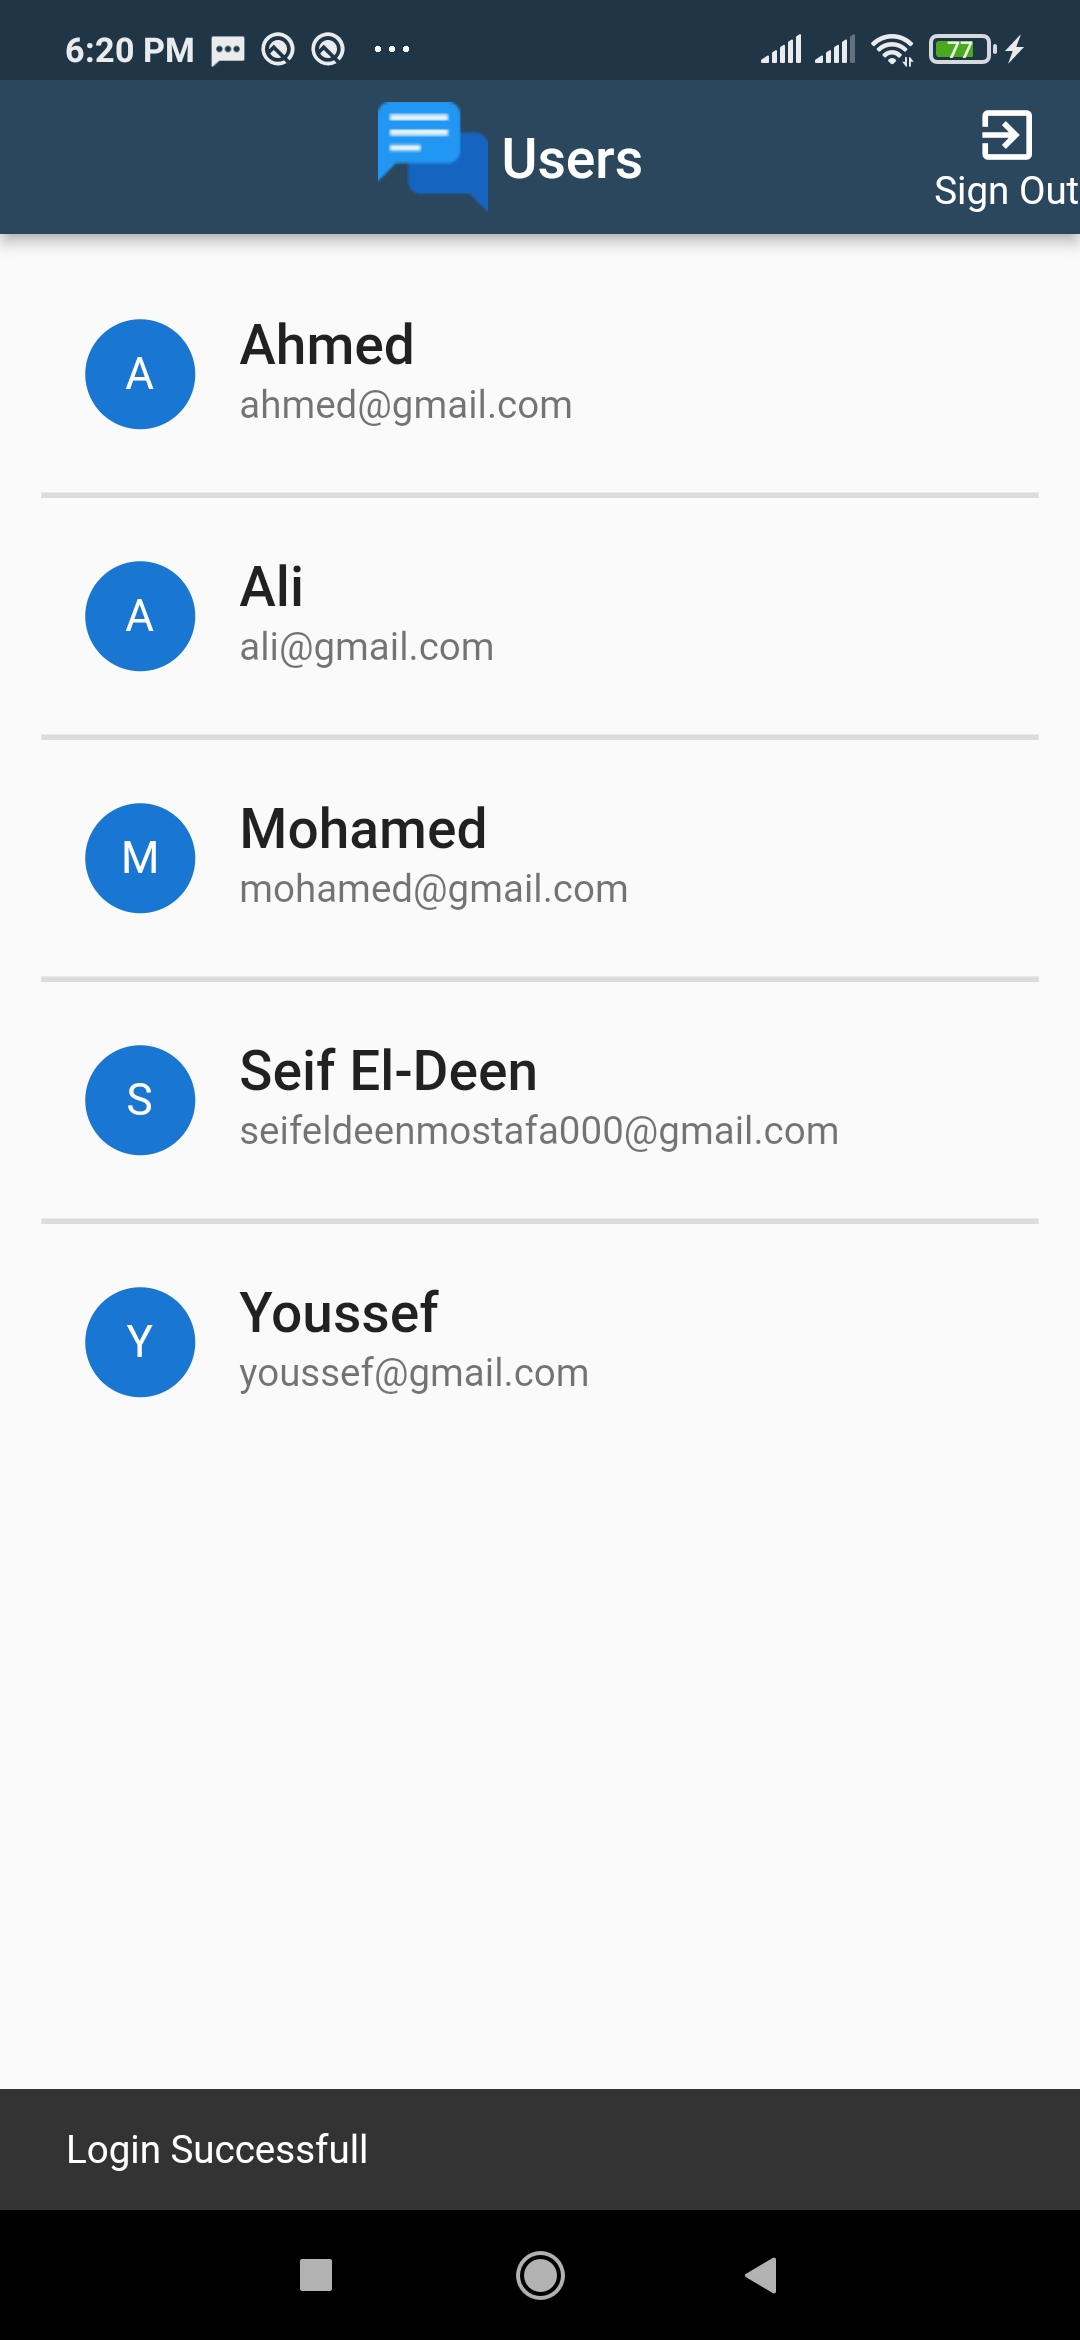 6:20 PM
77
Users
Sign Out
A
Ahmed
ahmed@gmail.com
A
Ali
ali@gmail.com
M
Mohamed
mohamed@gmail.com
S
Seif El-Deen
seifeldeenmostafa000@gmail.com
Y
Youssef
youssef@gmail.com
Login Successfull